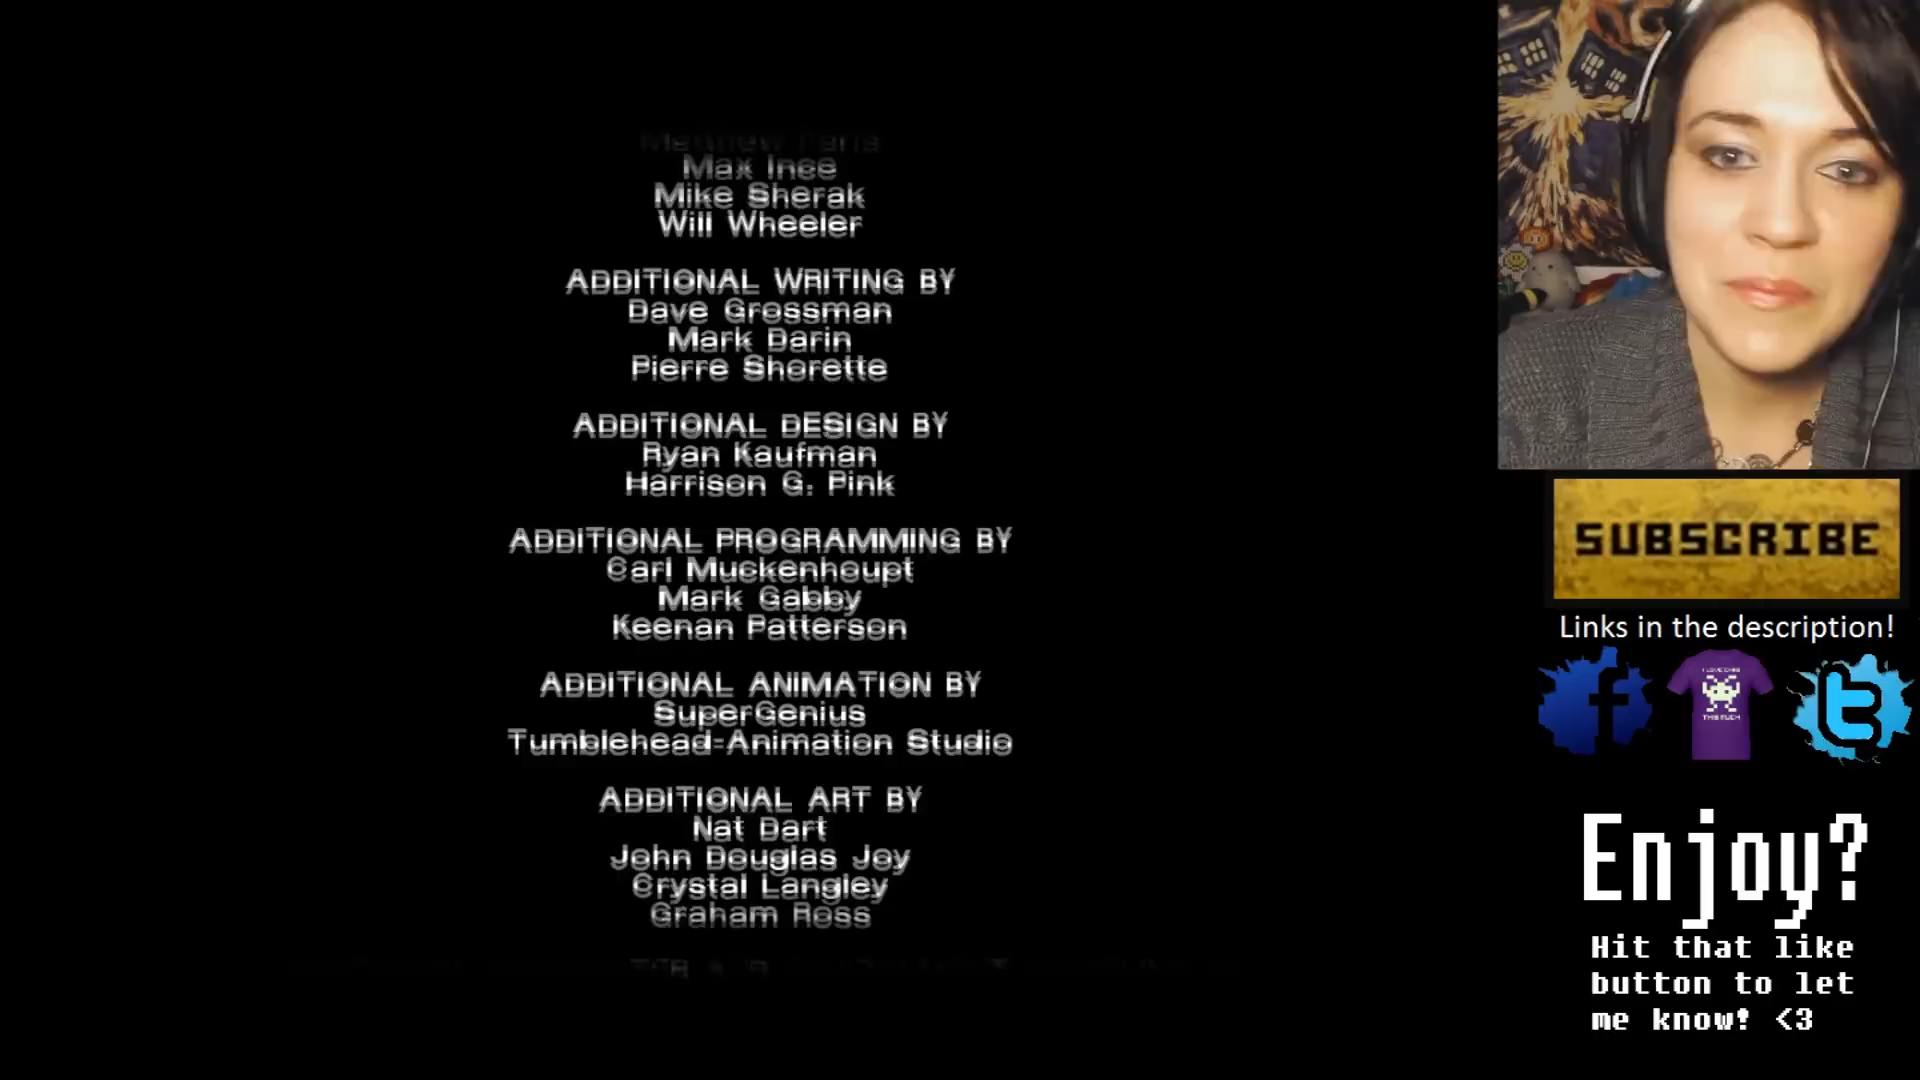 Max Ince
Mike Sherak
Will Wheeler
ADDITIONAL WRITING BY
Dave Grossman
Mark Darin
Pierre Shorette
ADDITIONAL DESIGN BY
Ryan Kaufman
Harrison G. Pink
ADDITIONAL PROGRAMMING BY
Carl Muckenhoupt
Mark Gabby
Keenan Patterson
ADDITIONAL ANIMATION BY
SuperGenius
Tumblehead-Animation Studio
ADDITIONAL ART BY
Nat Dart
John Douglas Joy
Crystal Langley
Graham Ross
SUBSCRIBE
Links in the description!
Enjoy?
Hit that like
button to let
me know! <3